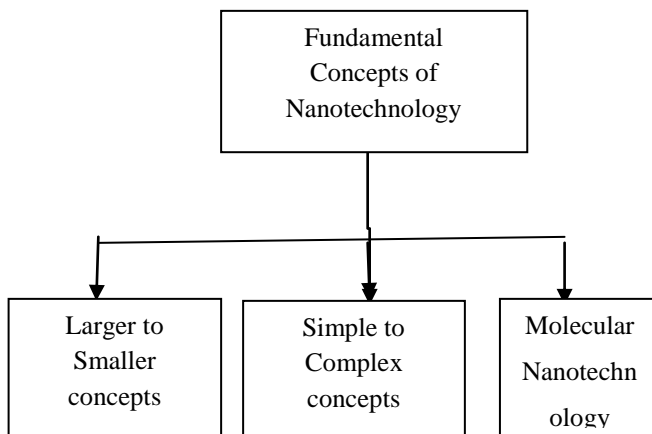 Fundamental
Concepts of
Nanotechnology
Larger to
Smaller
concepts
Simple to
Complex
concepts
Molecular
Nanotechn
ology